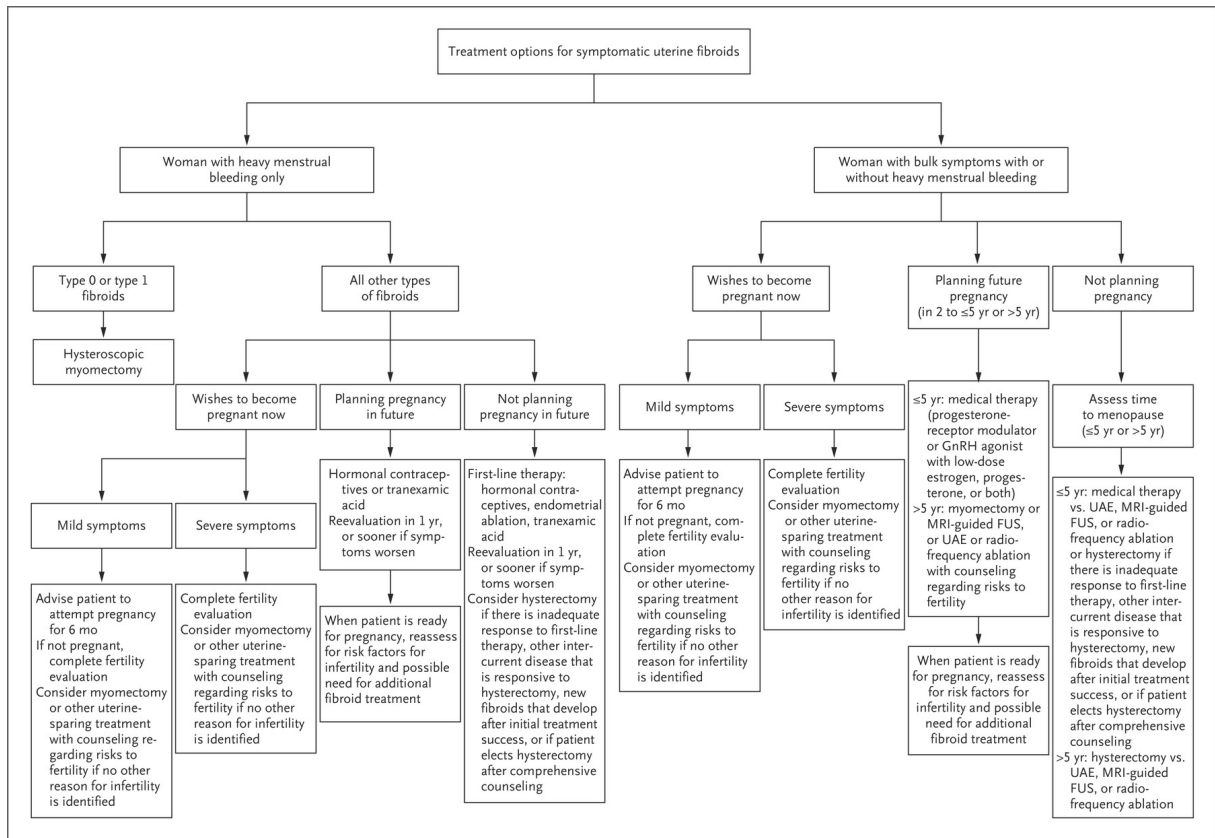 Treatment options for symptomatic uterine fibroids
Woman with heavy menstrual
bleeding only
Woman with bulk symptoms with or
without heavy menstrual bleeding
Type 0 or type 1
fibroids
All other types
of fibroids
Wishes to become
pregnant now
Planning future
pregnancy
(in 2 to ≤5 yr or >5 yr)
Not planning
pregnancy
Hysteroscopic
myomectomy
Wishes to become
pregnant now
Planning pregnancy
in future
Not planning
pregnancy in future
Mild symptoms
Severe symptoms
≤5 yr: medical therapy
(progesterone-
receptor modulator
or GnRH agonist
with low-dose
estrogen, proges-
terone, or both)
>5 yr: myomectomy or
MRI-guided FUS,
or UAE or radio-
frequency ablation
with counseling
regarding risks to
fertility
Assess time
to menopause
(≤5 yr or >5 yr)
Mild symptoms
Severe symptoms
Hormonal contracep-
tives or tranexamic
acid
Reevaluation in 1 yr,
or sooner if symp-
toms worsen
First-line therapy:
hormonal contra-
ceptives, endometrial
ablation, tranexamic
acid
Reevaluation in 1 yr,
or sooner if symp-
toms worsen
Consider hysterectomy
if there is inadequate
response to first-line
therapy, other inter-
current disease that
is responsive to
hysterectomy, new
fibroids that develop
after initial treatment
success, or if patient
elects hysterectomy
after comprehensive
counseling
Advise patient to
attempt pregnancy
for 6 mo
If not pregnant, com-
plete fertility evalu-
ation
Consider myomectomy
or other uterine-
sparing treatment
with counseling
regarding risks to
fertility if no other
reason for infertility
is identified
Complete fertility
evaluation
Consider myomectomy
or other uterine-
sparing treatment
with counseling
regarding risks to
fertility if no
other reason for
infertility is identified
≤5 yr: medical therapy
vs. UAE, MRI-guided
FUS, or radio-
frequency ablation
or hysterectomy if
there is inadequate
response to first-line
therapy, other inter-
current disease that
is responsive to
hysterectomy, new
fibroids that develop
after initial treatment
success, or if patient
elects hysterectomy
after comprehensive
counseling
>5 yr: hysterectomy vs.
UAE, MRI-guided
FUS, or radio-
frequency ablation
Advise patient to
attempt pregnancy
for 6 mo
If not pregnant,
complete fertility
evaluation
Consider myomectomy
or other uterine-
sparing treatment
with counseling re-
garding risks to
fertility if no other
reason for infertility
is identified
Complete fertility
evaluation
Consider myomectomy
or other uterine-
sparing treatment
with counseling
regarding risks to
fertility if no other
reason for infertility
is identified
When patient is ready
for pregnancy, reassess
for risk factors for
infertility and possible
need for additional
fibroid treatment
When patient is ready
for pregnancy, reassess
for risk factors for
infertility and possible
need for additional
fibroid treatment